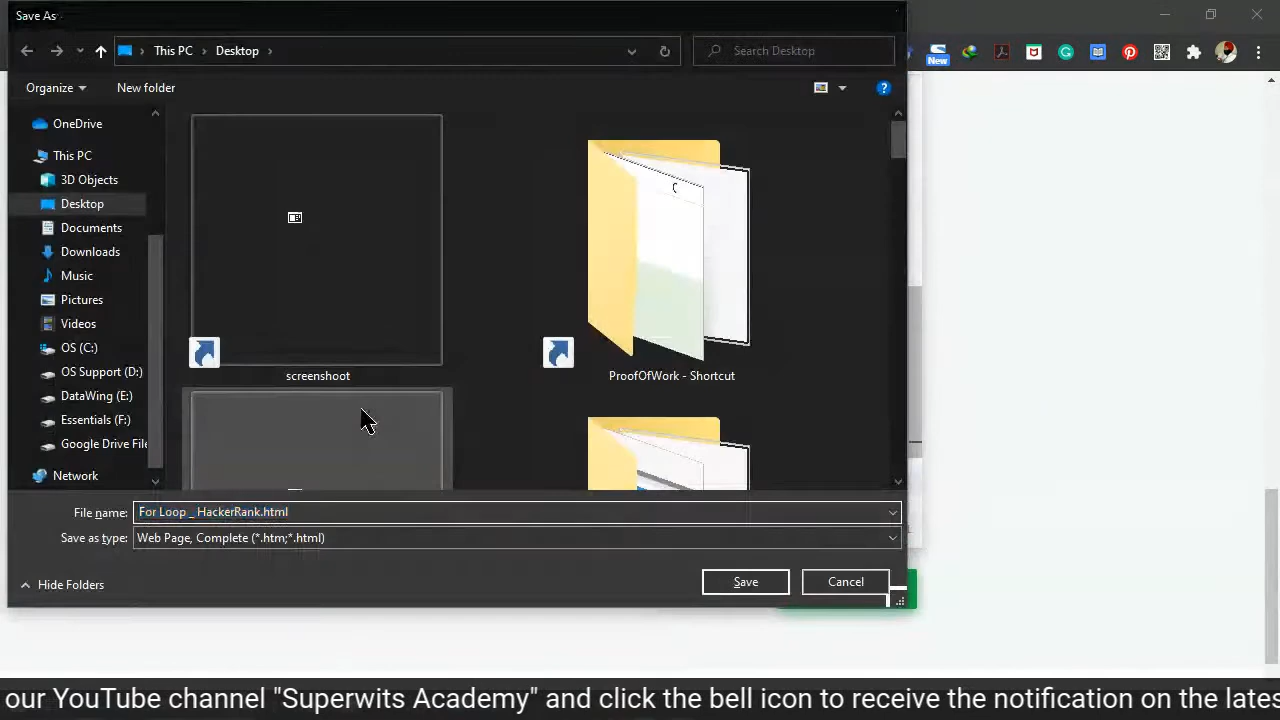 Save As
This PC
Desktop
Search Desktop
New
Organize
New folder
OneDrive
This PC
3D Objects
Desktop
Documents
Downloads
Music
Pictures
Videos
OS (C:)
OS Support (D:)
DataWing (E:)
Essentials (F:)
Google Drive File
Network
screenshoot
ProofOfWork - Shortcut
File name:
For Loop _ HackerRank.html
Save as type:
Web Page, Complete (*.htm;*.html)
Hide Folders
Save
Cancel
our YouTube channel "Superwits Academy" and click the bell icon to receive the notification on the lates